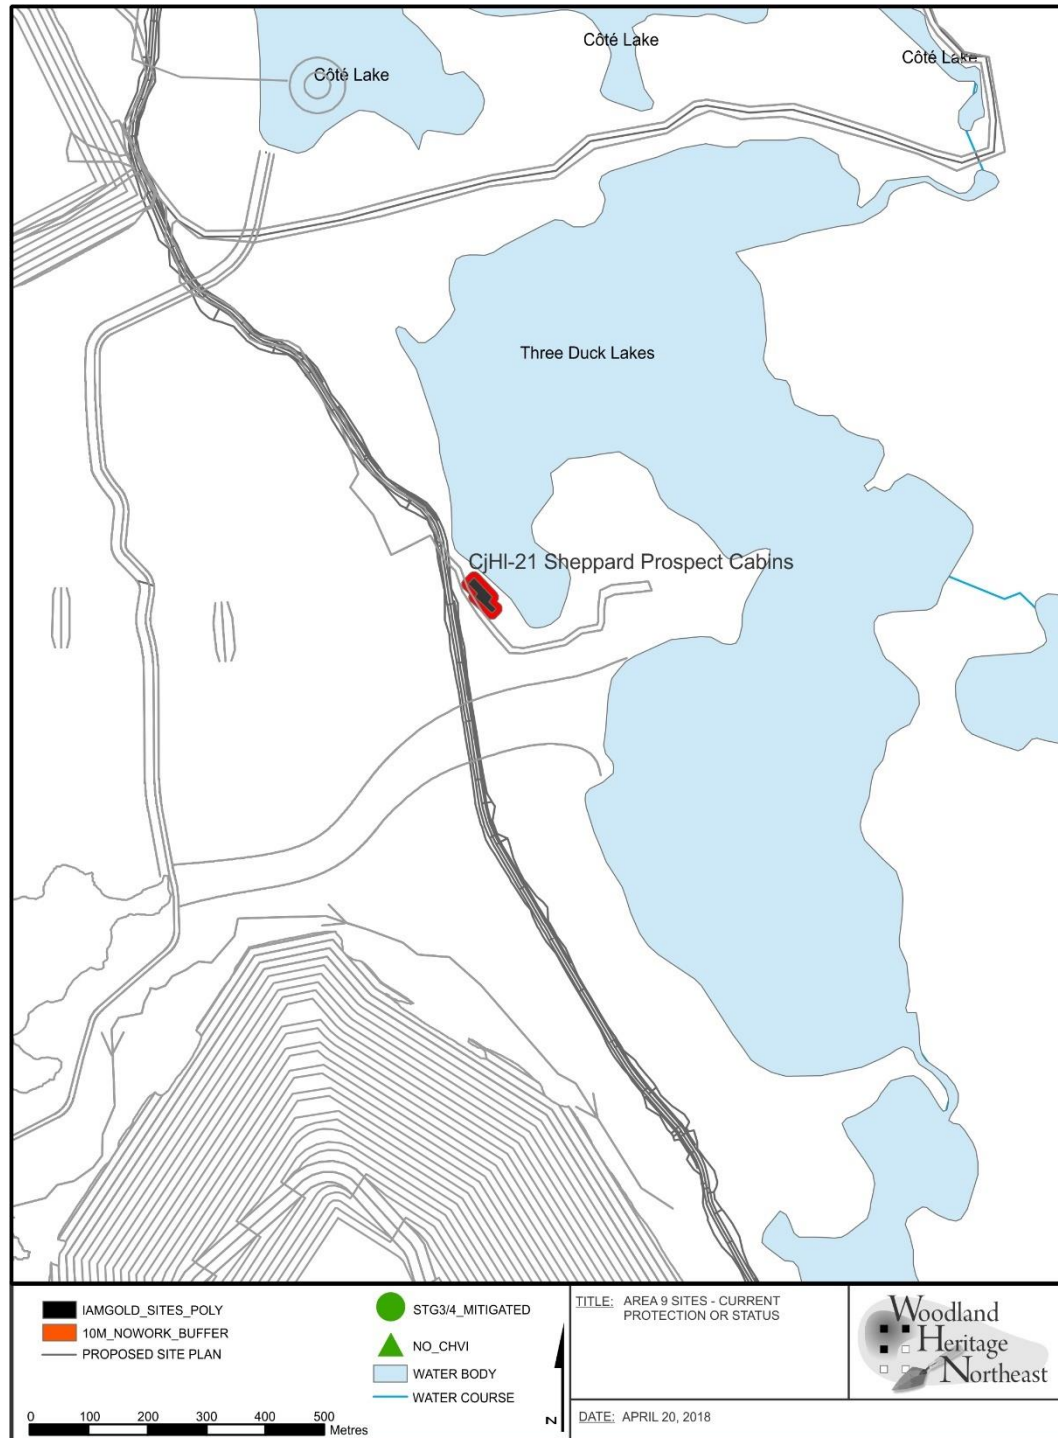 Côté Lake
Côté Lake
Côté Lake
Three Duck Lakes
CjHl-21 Sheppard Prospect Cabins
IAMGOLD_SITES_POLY
10M_NOWORK_BUFFER
PROPOSED SITE PLAN
0 100 200 300 400 500
Metres
STG3/4_MITIGATED
NO_CHVI
WATER BODY
WATER COURSE
N
TITLE: AREA 9 SITES - CURRENT
PROTECTION OR STATUS
DATE: APRIL 20, 2018
Woodland
Heritage
Northeast